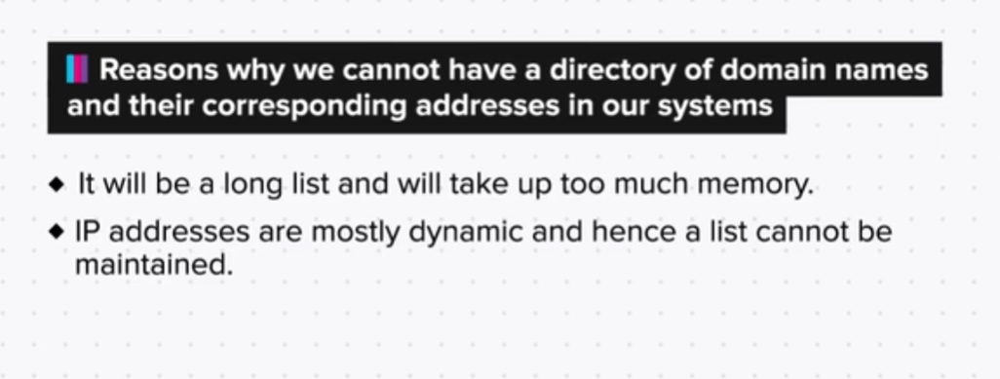 Reasons why we cannot have a directory of domain names
and their corresponding addresses in our systems
◆ It will be a long list and will take up too much memory.
◆ IP addresses are mostly dynamic and hence a list cannot be
maintained.